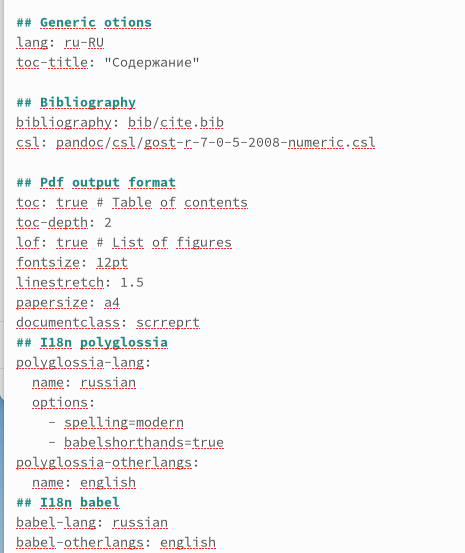 ## Generic otions
lang: ru-RU
toc-title: "Содержание"
## Bibliography
bibliography: bib/cite.bib
csl: pandoc/csl/gost-r-7-0-5-2008-numeric.csl
## Pdf output format
toc: true # Table of contents
toc-depth: 2
lof: true # List of figures
fontsize: 12pt
linestretch: 1.5
papersize: a4
documentclass: scrreprt
## I18n polyglossia
polyglossia-lang:
  name: russian
  options:
    - spelling=modern
    - babelshorthands=true
polyglossia-otherlangs:
  name: english
## I18n babel
babel-lang: russian
babel-otherlangs: english